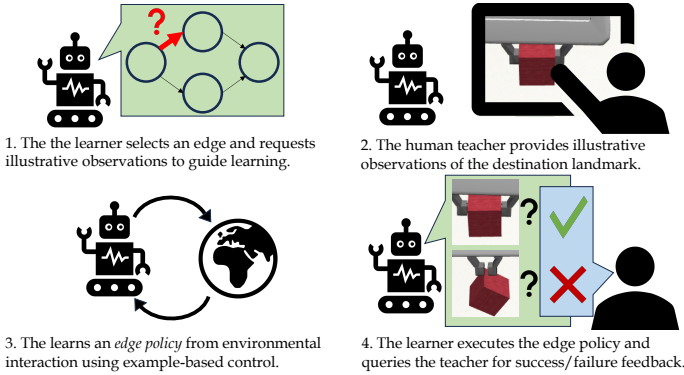 ?
1. The the learner selects an edge and requests
illustrative observations to guide learning.
2. The human teacher provides illustrative
observations of the destination landmark.
?
?
3. The learns an edge policy from environmental
interaction using example-based control.
4. The learner executes the edge policy and
queries the teacher for success/failure feedback.